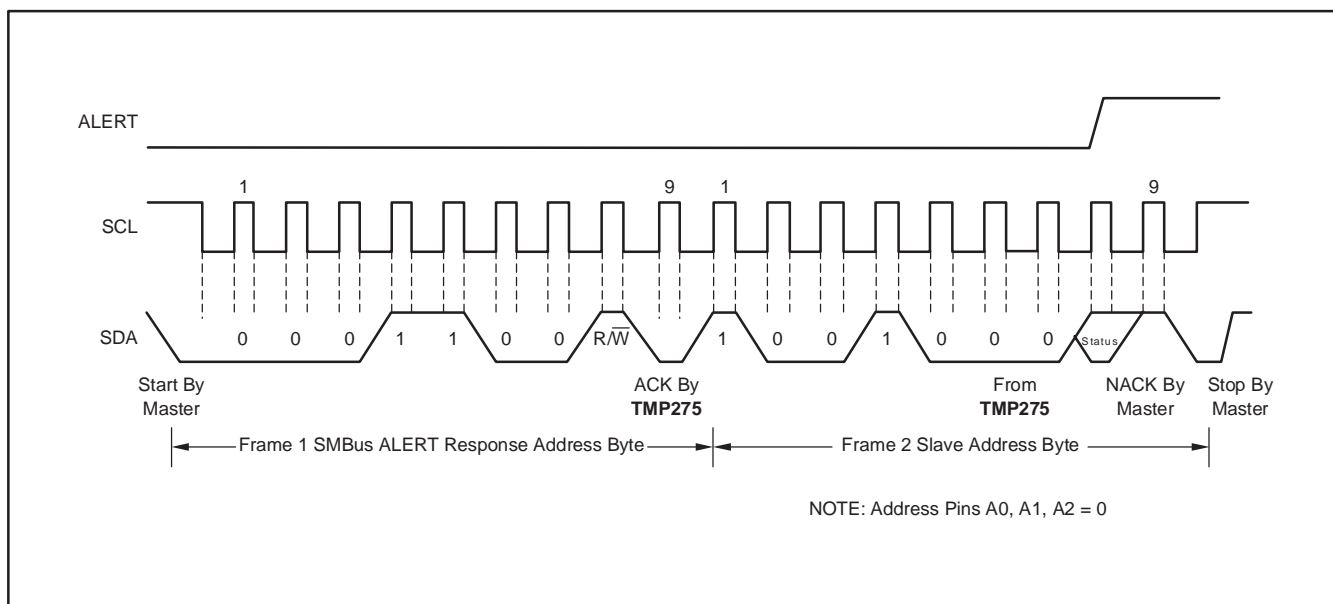 ALERT
1 9 1 9
SCL
SDA
0 0 0 1 1 0 0 R/W̅ 1 0 0 1 0 0 0 Status
Start By
Master
ACK By
TMP275
From
TMP275
NACK By
Master
Stop By
Master
Frame 1 SMBus ALERT Response Address Byte
Frame 2 Slave Address Byte
NOTE: Address Pins A0, A1, A2 = 0